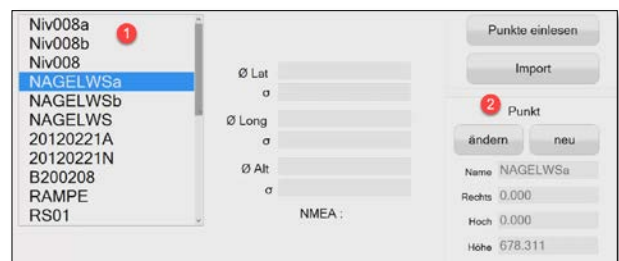 Niv008a
Niv008b
Niv008
NAGELWSa
NAGELWSb
NAGELWS
20120221A
20120221N
B200208
RAMPE
RS01
1
Ø Lat
σ
Ø Long
σ
Ø Alt
σ
NMEA :
Punkte einlesen
Import
2 Punkt
ändern neu
Name NAGELWSa
Rechts 0.000
Hoch 0.000
Höhe 678.311